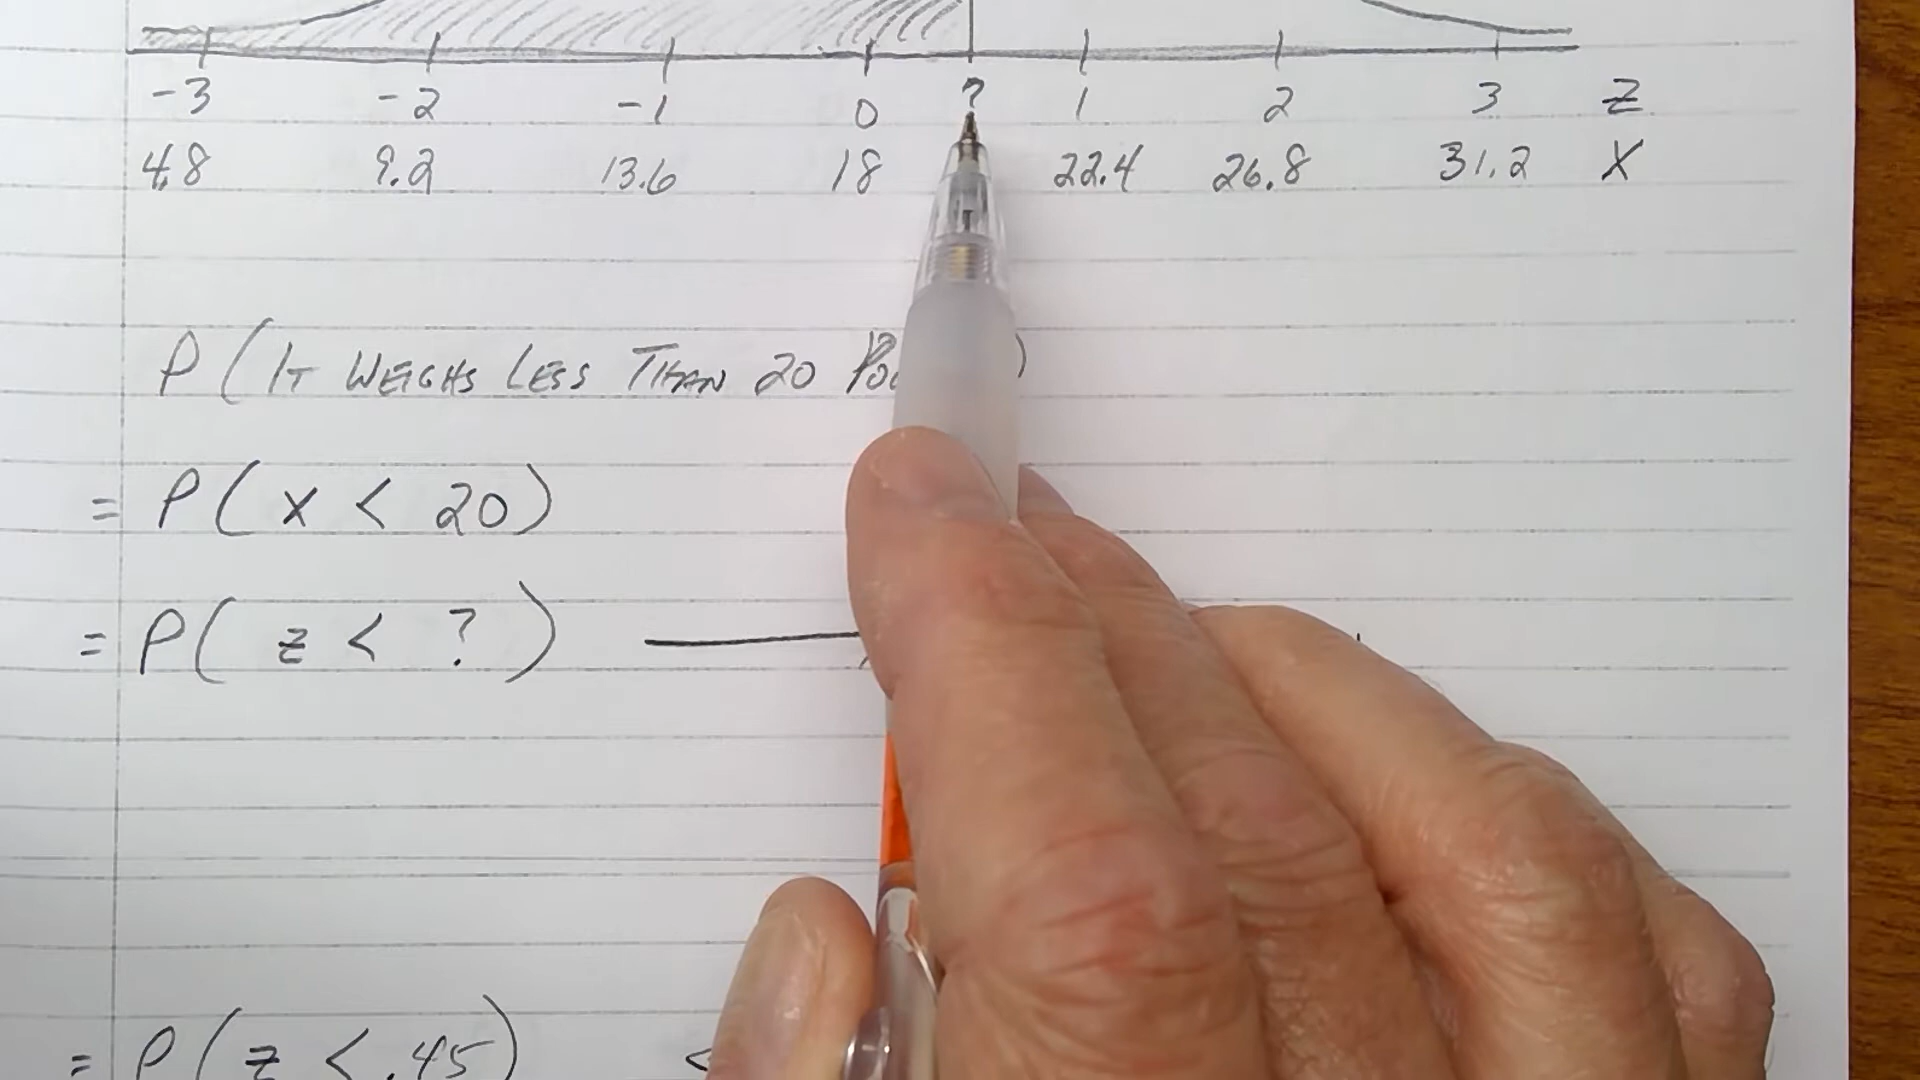 -3 -2 -1 0 ? 1 2 3 Z
4.8 9.2 13.6 18 22.4 26.8 31.2 X
P ( IT WEIGHS LESS THAN 20 )
= P ( X < 20 )
= P ( z < ? )
= P ( z < .45 ) <